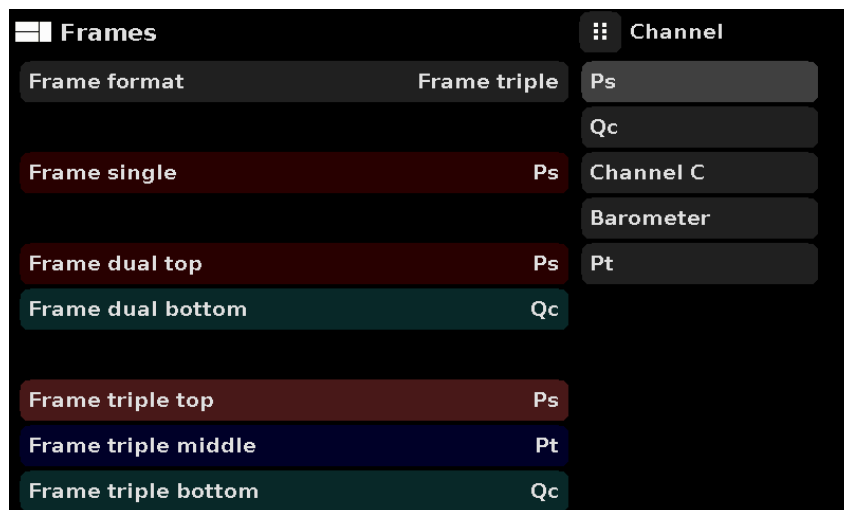 Frames
Frame format Frame triple
Frame single Ps
Frame dual top Ps
Frame dual bottom Qc
Frame triple top Ps
Frame triple middle Pt
Frame triple bottom Qc
Channel
Ps
Qc
Channel C
Barometer
Pt